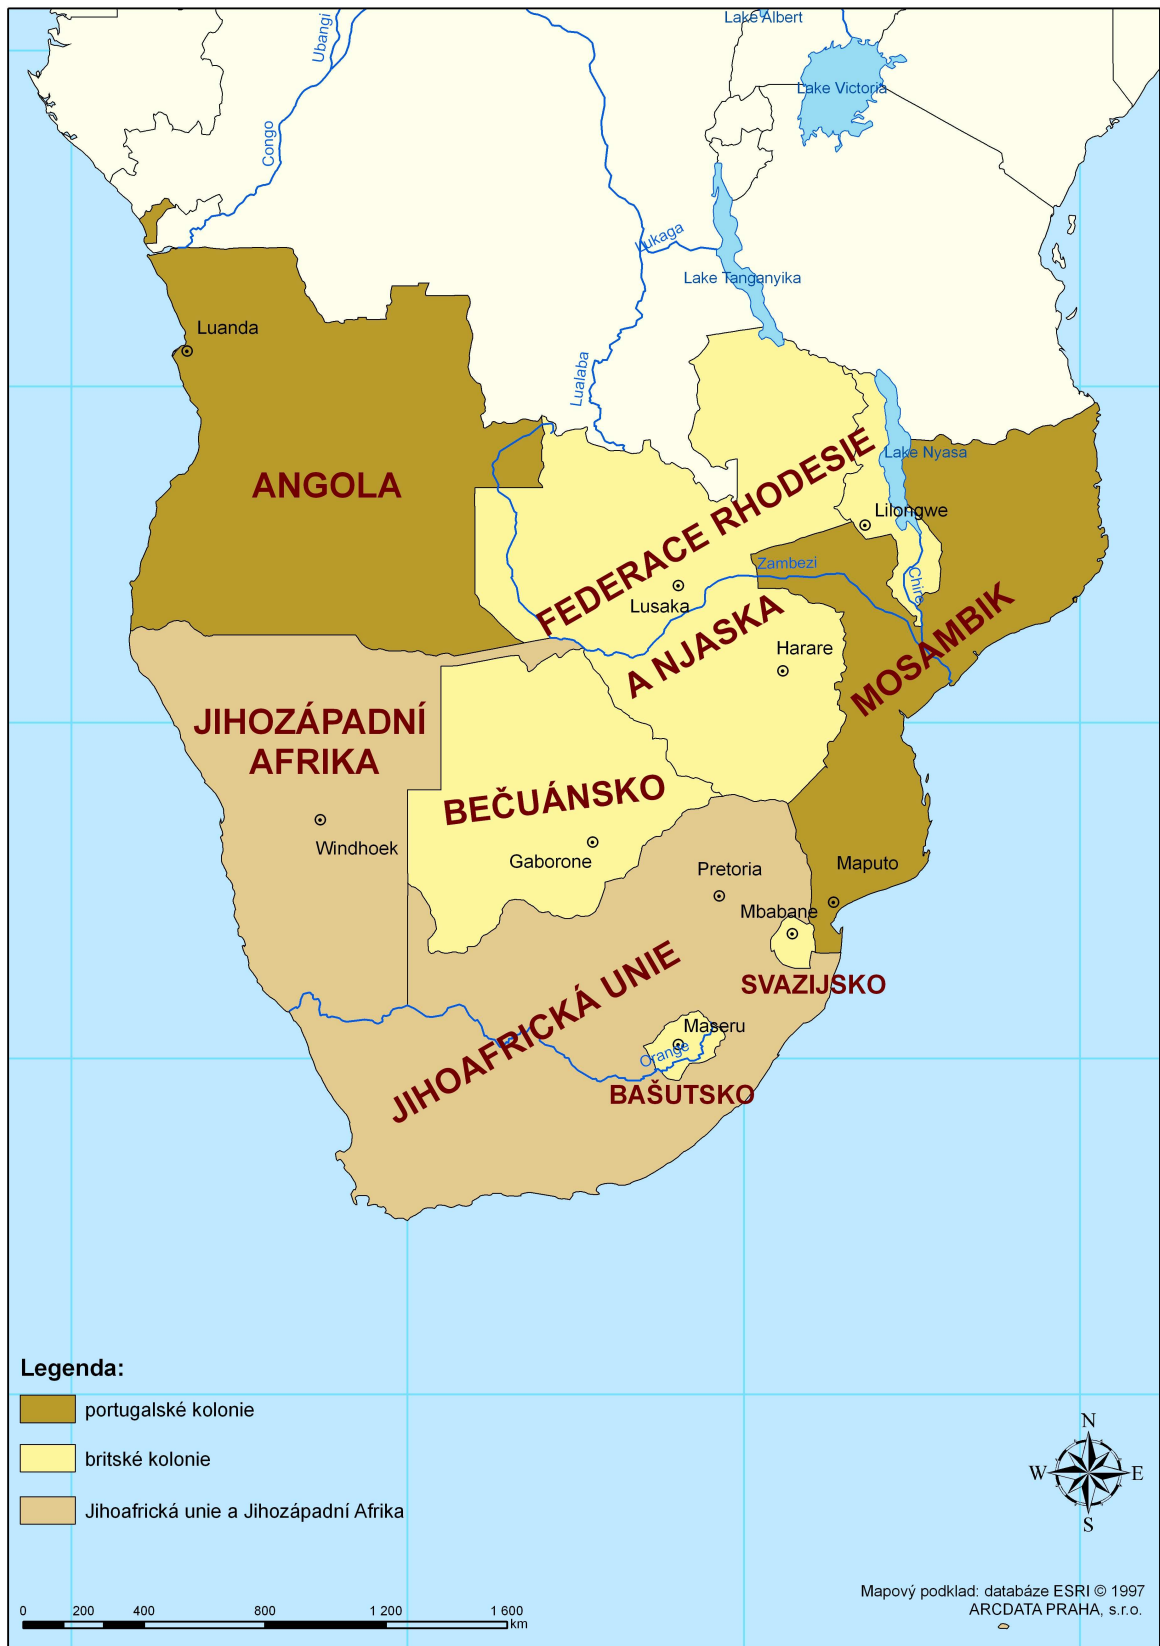 Lake Albert
Ubangi
Lake Victoria
Congo
Lukaga
Lake Tanganyika
Luanda
Lualaba
ANGOLA
Lake Nyasa
FEDERACE RHODESIE
A NJASKA
Lilongwe
Zambezi
Chire
Lusaka
Harare
MOSAMBIK
JIHOZÁPADNÍ
AFRIKA
BEČUÁNSKO
Windhoek
Gaborone
Pretoria
Maputo
Mbabane
SVAZIJSKO
JIHOAFRICKÁ UNIE
Maseru
Orange
BAŠUTSKO
Legenda:
portugalské kolonie
britské kolonie
Jihoafrická unie a Jihozápadní Afrika
N
W E
S
0 200 400 800 1 200 1 600
km
Mapový podklad: databáze ESRI © 1997
ARCDATA PRAHA, s.r.o.